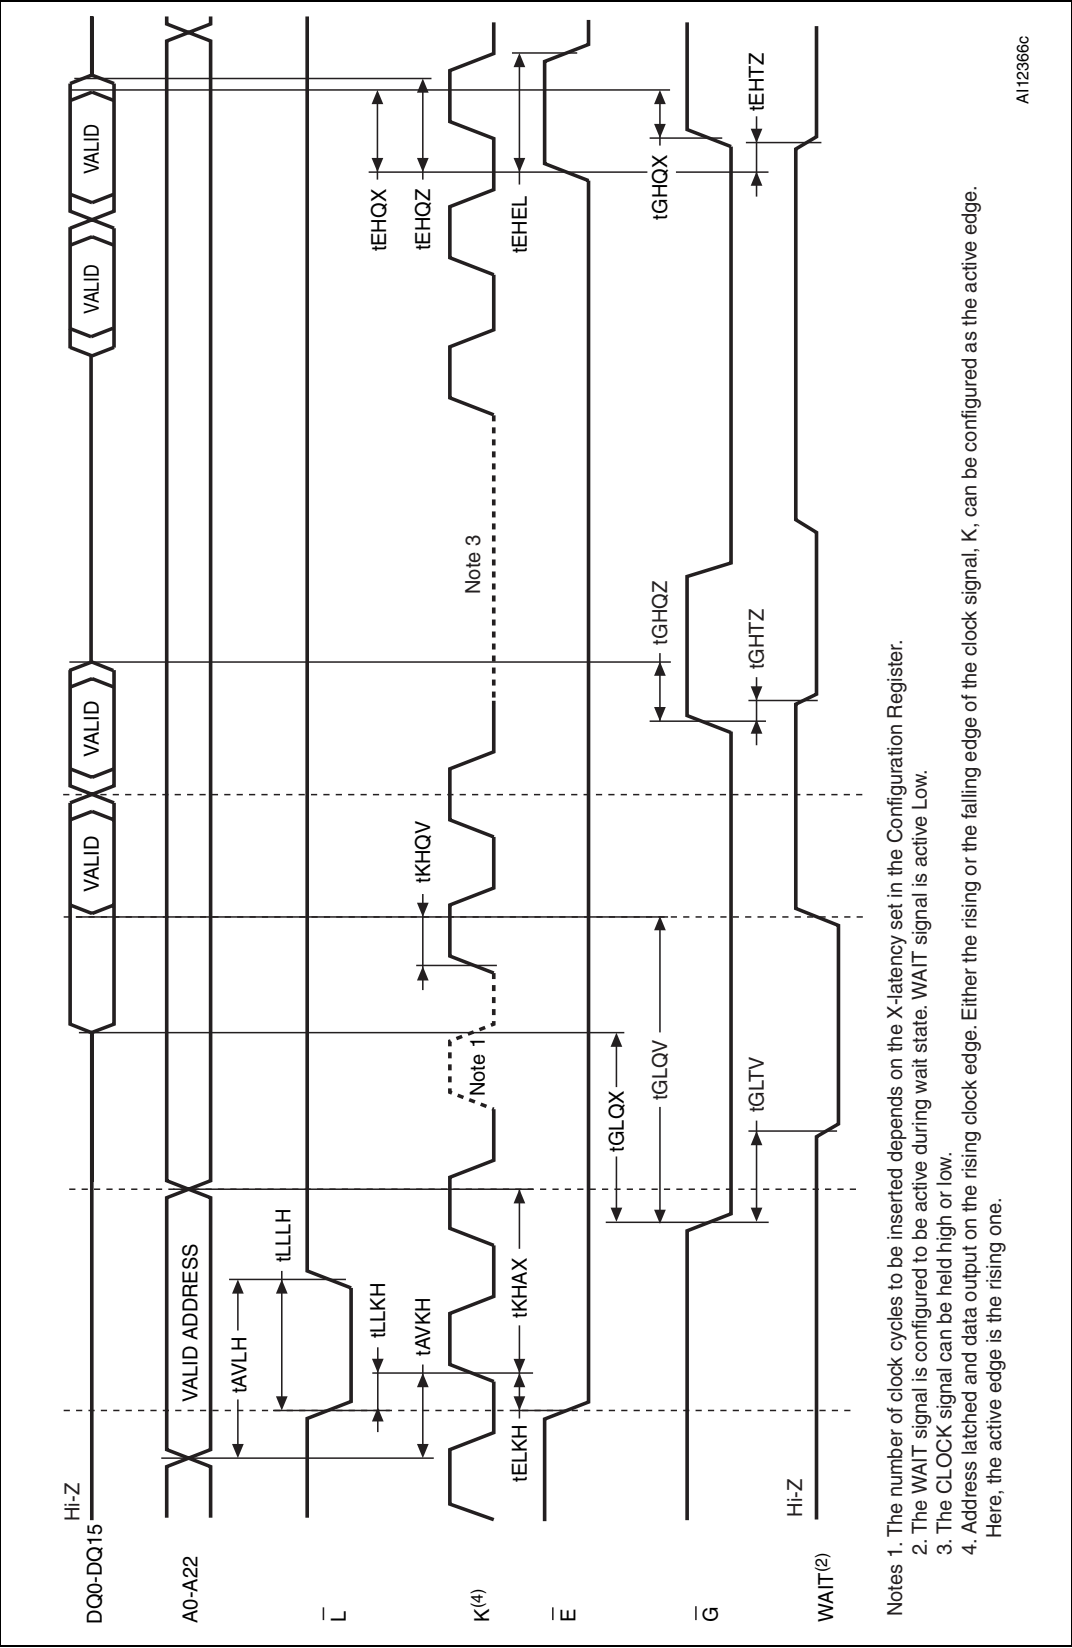 DQ0-DQ15
Hi-Z
VALID
VALID
VALID
VALID
A0-A22
VALID ADDRESS
tAVLH
L
tLLLH
tLLKH
tAVKH
tKHQV
tEHQX
tEHQZ
K(4)
Note 1
Note 3
tELKH
tKHAX
tEHEL
E
tGLQX
tGLQV
tGHQZ
tGHQX
G
tGLTV
tGHTZ
tEHTZ
WAIT(2)
Hi-Z
Notes 1. The number of clock cycles to be inserted depends on the X-latency set in the Configuration Register.
2. The WAIT signal is configured to be active during wait state. WAIT signal is active Low.
3. The CLOCK signal can be held high or low.
4. Address latched and data output on the rising clock edge. Either the rising or the falling edge of the clock signal, K, can be configured as the active edge.
Here, the active edge is the rising one.
AI12366c